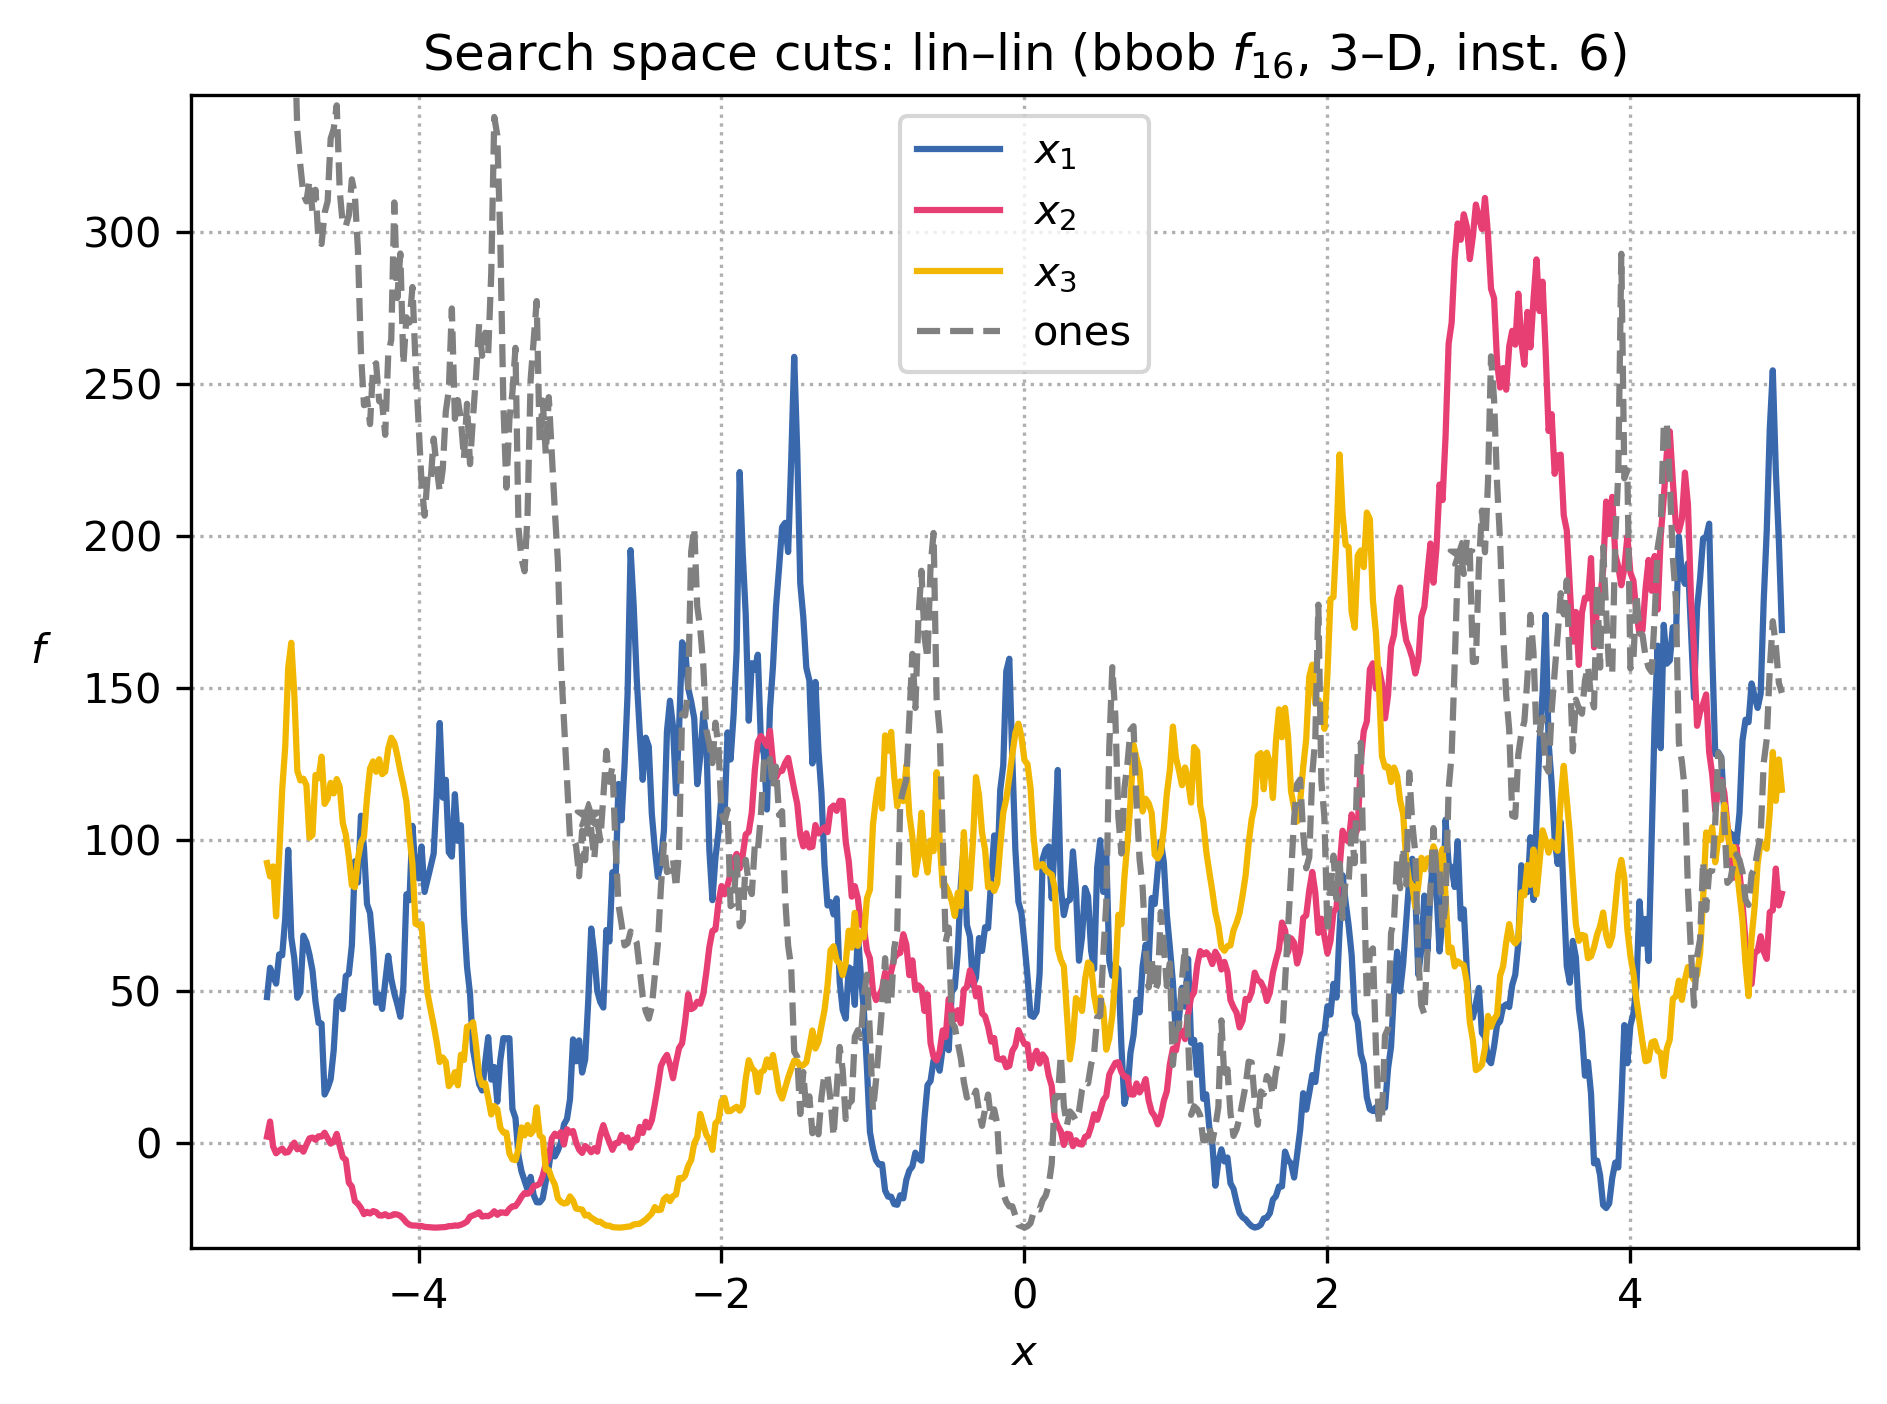 Search space cuts: lin–lin (bbob f₁₆, 3–D, inst. 6)
x₁
x₂
x₃
ones
300
250
200
150
100
50
0
f
−4
−2
0
2
4
x